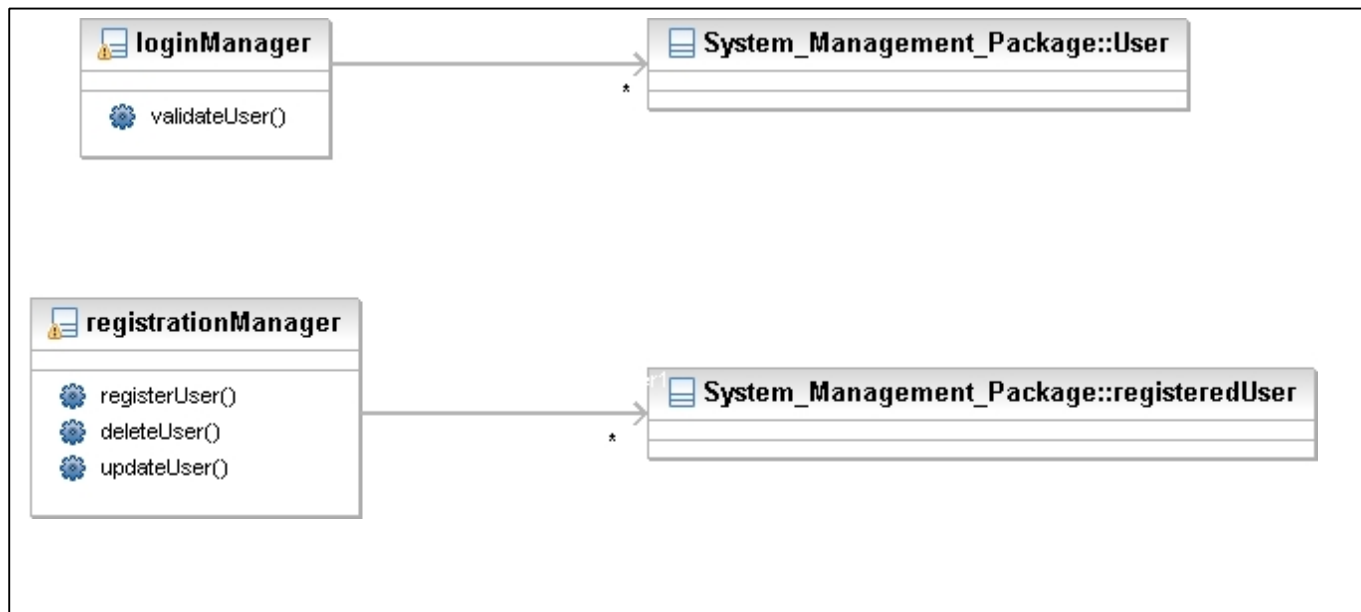 loginManager
System_Management_Package::User
*
validateUser()
registrationManager
System_Management_Package::registeredUser
registerUser()
deleteUser()
*
updateUser()